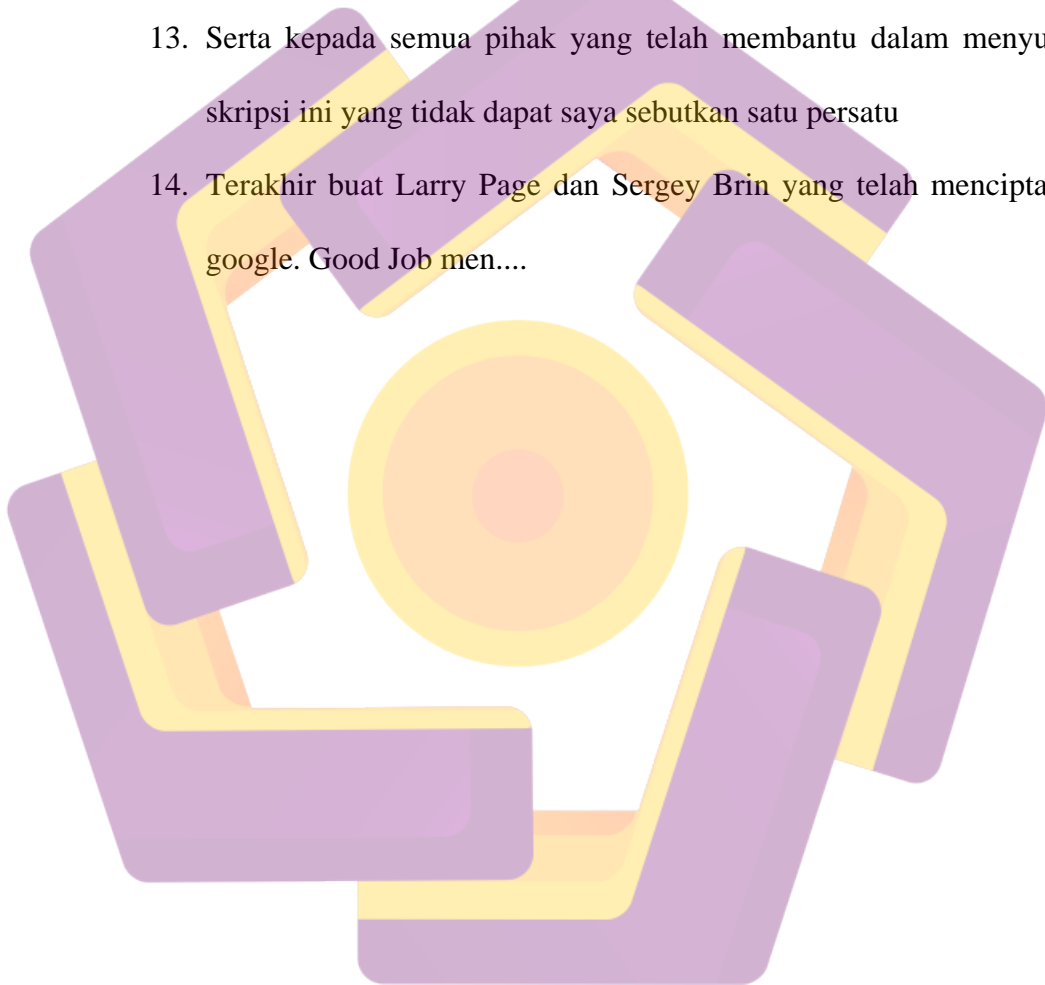 13. Serta kepada semua pihak yang telah membantu dalam menyu
skripsi ini yang tidak dapat saya sebutkan satu persatu
14. Terakhir buat Larry Page dan Sergey Brin yang telah mencipta
google. Good Job men....